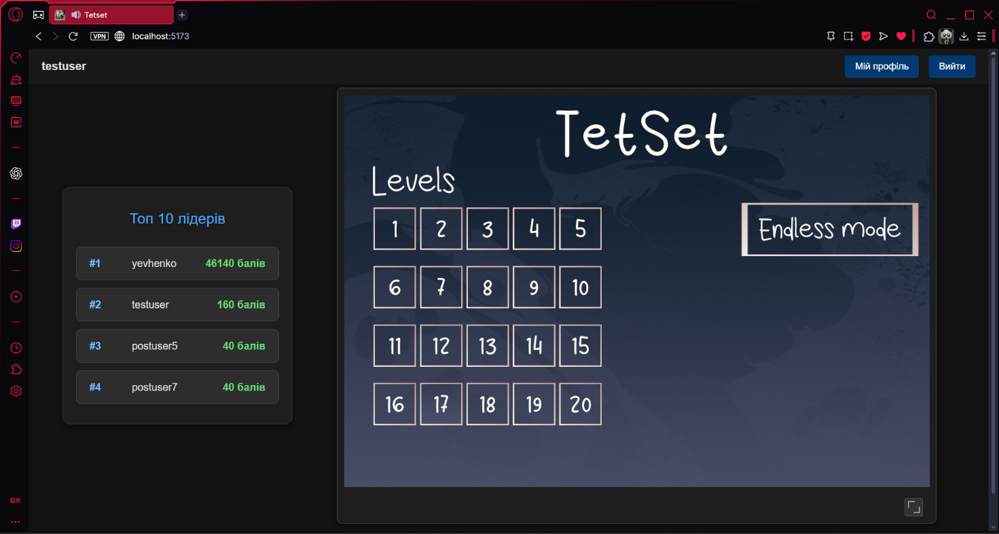 Tetset
VPN localhost:5173
M
testuser Мій профіль Вийти
TetSet
Levels
1 2 3 4 5
Endless mode
6 7 8 9 10
11 12 13 14 15
16 17 18 19 20
Топ 10 лідерів
#1 yevhenko 46140 балів
#2 testuser 160 балів
#3 postuser5 40 балів
#4 postuser7 40 балів
GX